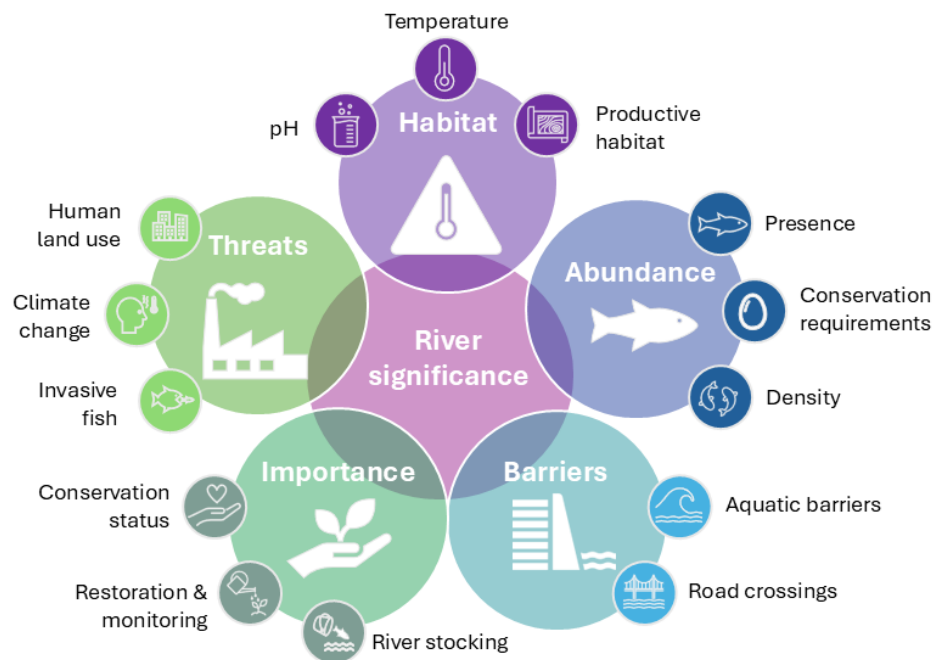 Temperature
pH
Habitat
Productive
habitat
Human
land use
Threats
Climate
change
Invasive
fish
Abundance
Presence
Conservation
requirements
Density
River
significance
Importance
Conservation
status
Restoration &
monitoring
River stocking
Barriers
Aquatic barriers
Road crossings